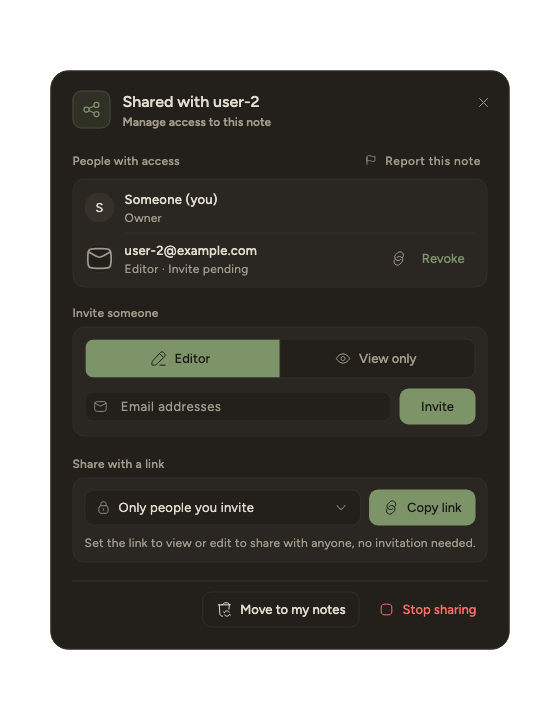 Shared with user-2
Manage access to this note
People with access
Report this note
S
Someone (you)
Owner
user-2@example.com
Editor · Invite pending
Revoke
Invite someone
Editor
View only
Email addresses
Invite
Share with a link
Only people you invite
Copy link
Set the link to view or edit to share with anyone, no invitation needed.
Move to my notes
Stop sharing